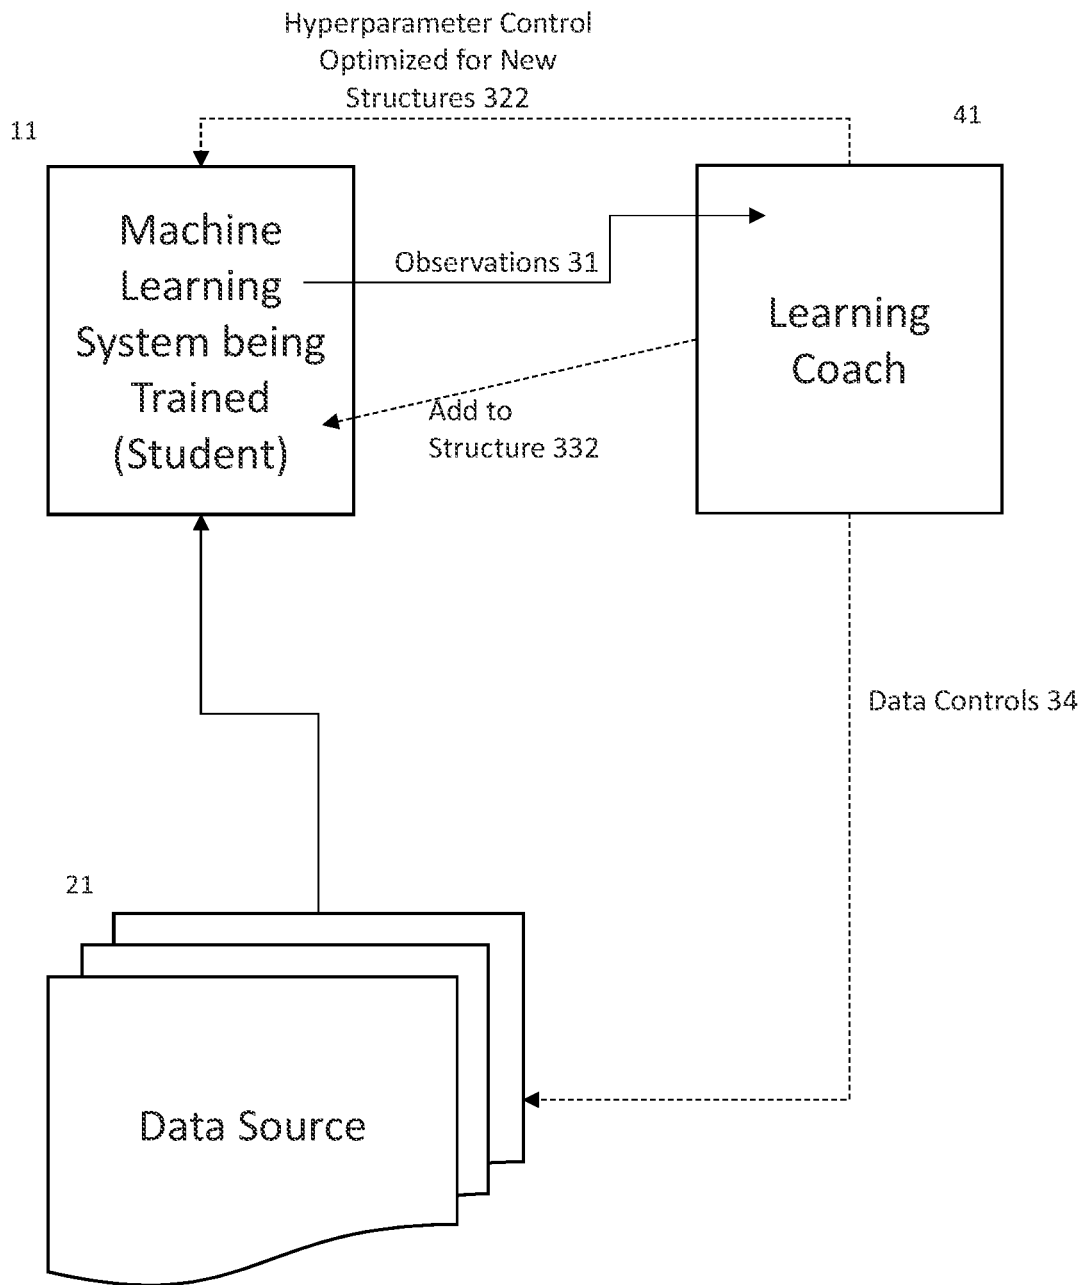 Hyperparameter Control
Optimized for New
Structures 322
11
41
Machine
Learning
System being
Trained
(Student)
Observations 31
Learning
Coach
Add to
Structure 332
Data Controls 34
21
Data Source